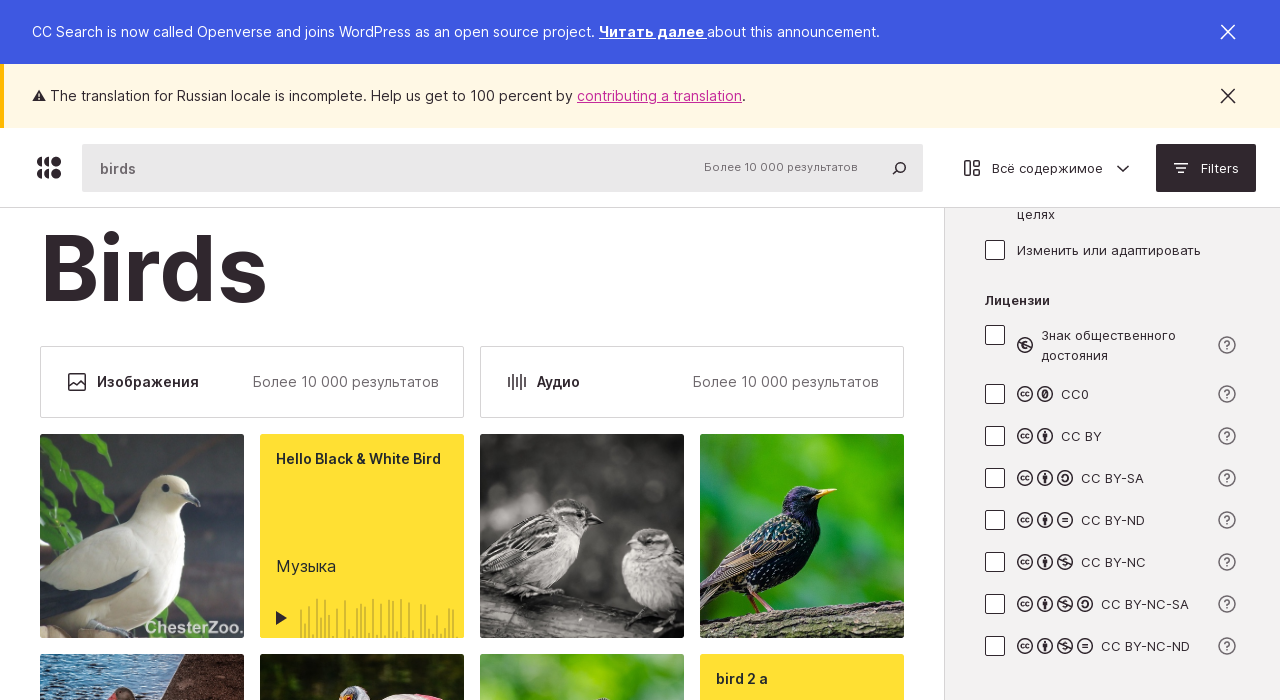 CC Search is now called Openverse and joins WordPress as an open source project. Читать далее about this announcement.
⚠ The translation for Russian locale is incomplete. Help us get to 100 percent by contributing a translation.
birds
Более 10 000 результатов
Всё содержимое
Filters
целях
Изменить или адаптировать
Birds
Лицензии
Знак общественного
достояния
CC0
CC BY
CC BY-SA
CC BY-ND
CC BY-NC
CC BY-NC-SA
CC BY-NC-ND
Изображения
Более 10 000 результатов
Аудио
Более 10 000 результатов
Hello Black & White Bird
Музыка
ChesterZoo.
bird 2 a